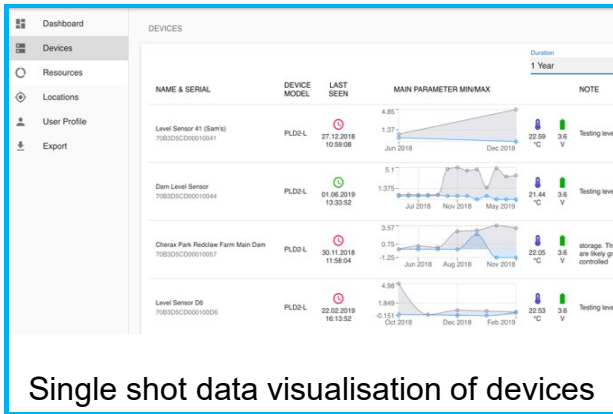 Dashboard
Devices
Resources
Locations
User Profile
Export
DEVICES
Duration
1 Year
NAME & SERIAL DEVICE MODEL LAST SEEN MAIN PARAMETER MIN/MAX NOTE
Level Sensor 41 (Sam's)
70B3D5CD00010041
PLD2-L
27.12.2018
10:59:08
4.85
1.37
Jun 2018 Dec 2018
22.59 °C
3.6 V
Testing leve
Dam Level Sensor
70B3D5CD00010044
PLD2-L
01.06.2019
13:33:52
5.1
1.375
Jul 2018 Nov 2018 May 2019
21.44 °C
3.6 V
Testing leve
Cherax Park Redclaw Farm Main Dam
70B3D5CD00010057
PLD2-L
30.11.2018
11:58:04
3.57
0.75
-1.25
Jun 2018 Aug 2018 Nov 2018
22.05 °C
3.6 V
storage. Th
are likely gr
controlled
Level Sensor D6
70B3D5CD000100D6
PLD2-L
22.02.2019
16:13:52
4.98
1.849
-0.151
Oct 2018 Dec 2018 Feb 2019
22.53 °C
3.6 V
Testing leve
Single shot data visualisation of devices